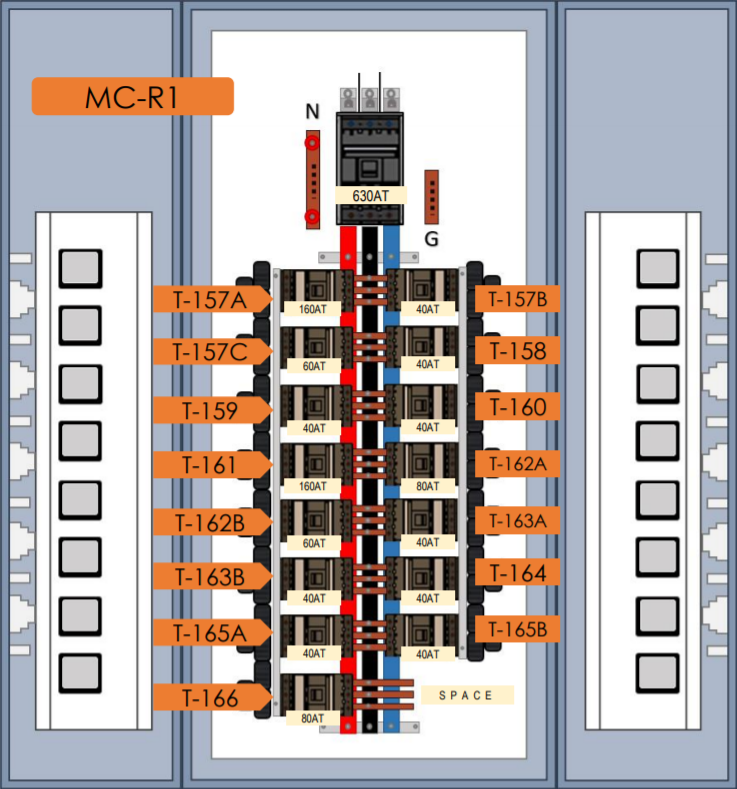 MC-R1
N
630AT
G
T-157A
160AT
40AT
T-157B
T-157C
60AT
40AT
T-158
T-159
40AT
40AT
T-160
T-161
160AT
80AT
T-162A
T-162B
60AT
40AT
T-163A
T-163B
40AT
40AT
T-164
T-165A
40AT
40AT
T-165B
T-166
80AT
SPACE